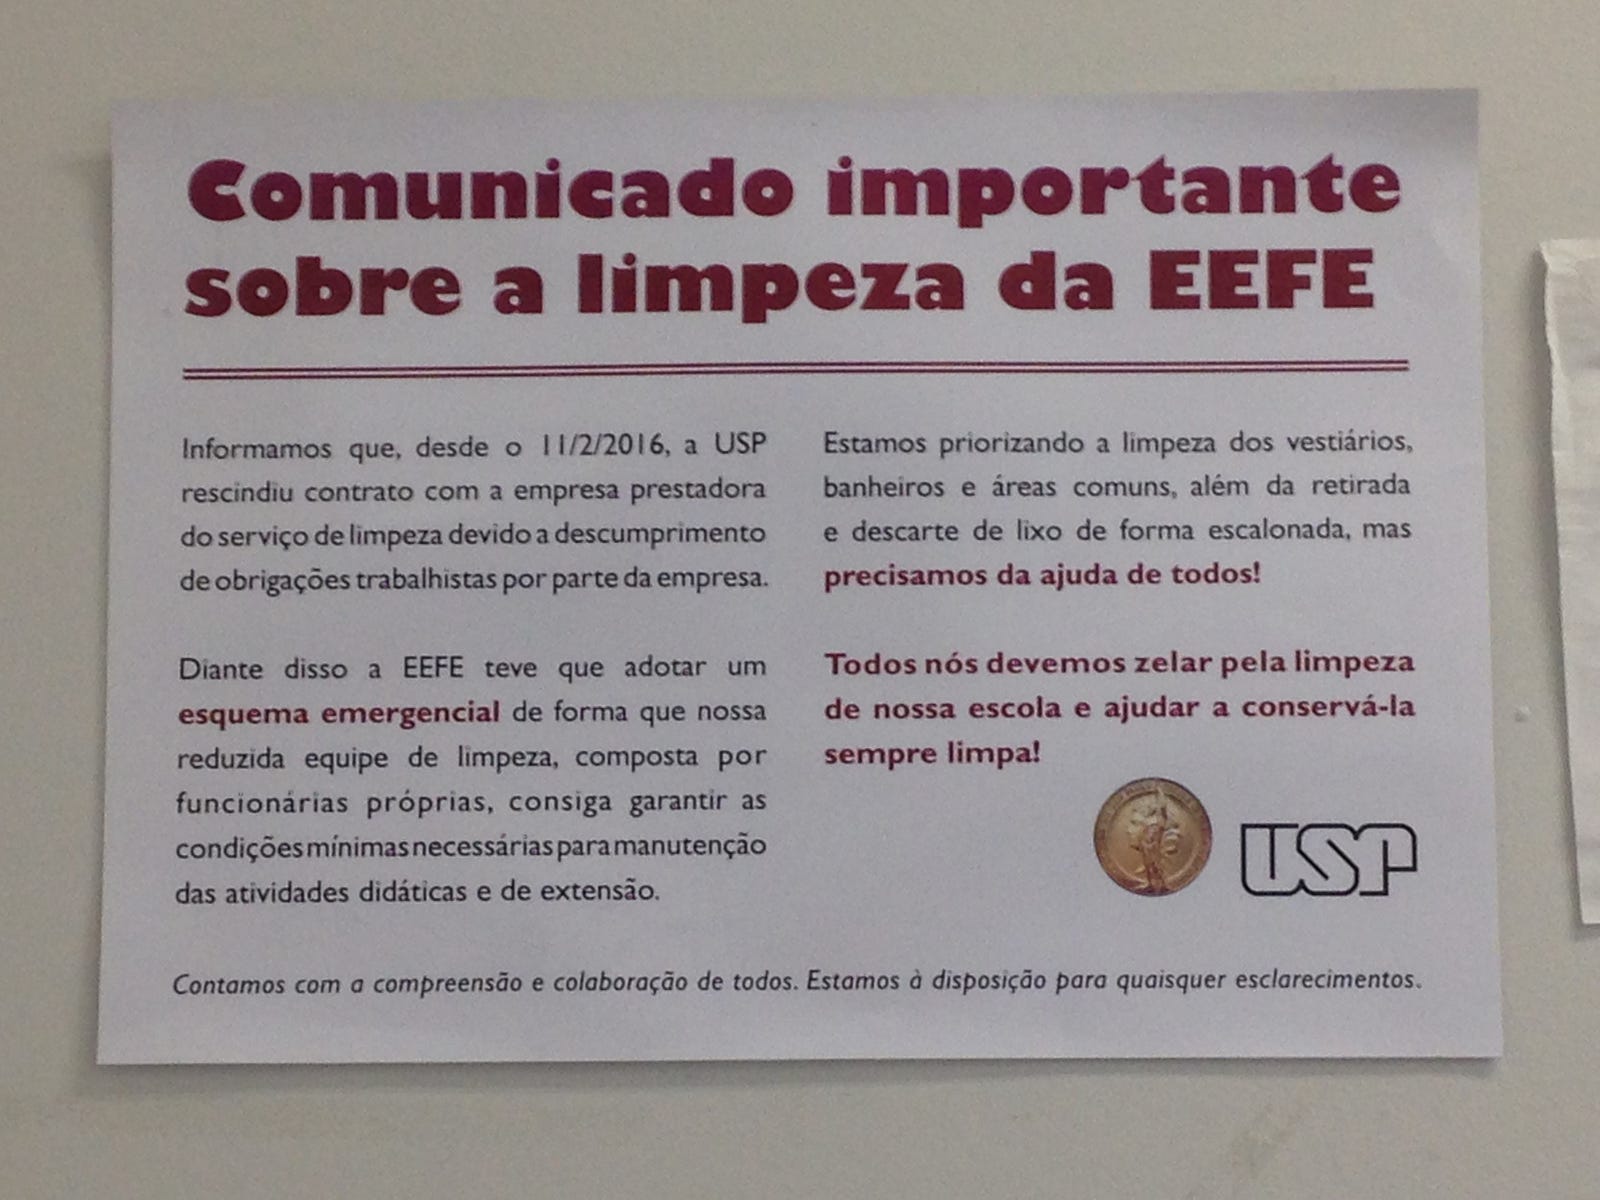 Comunicado importante
sobre a limpeza da EEFE
Informamos que, desde o 11/2/2016, a USP
rescindiu contrato com a empresa prestadora
do serviço de limpeza devido a descumprimento
de obrigações trabalhistas por parte da empresa.
Diante disso a EEFE teve que adotar um
esquema emergencial de forma que nossa
reduzida equipe de limpeza, composta por
funcionárias próprias, consiga garantir as
condições mínimas necessárias para manutenção
das atividades didáticas e de extensão.
Estamos priorizando a limpeza dos vestiários,
banheiros e áreas comuns, além da retirada
e descarte de lixo de forma escalonada, mas
precisamos da ajuda de todos!
Todos nós devemos zelar pela limpeza
de nossa escola e ajudar a conservá-la
sempre limpa!
USP
Contamos com a compreensão e colaboração de todos. Estamos à disposição para quaisquer esclarecimentos.